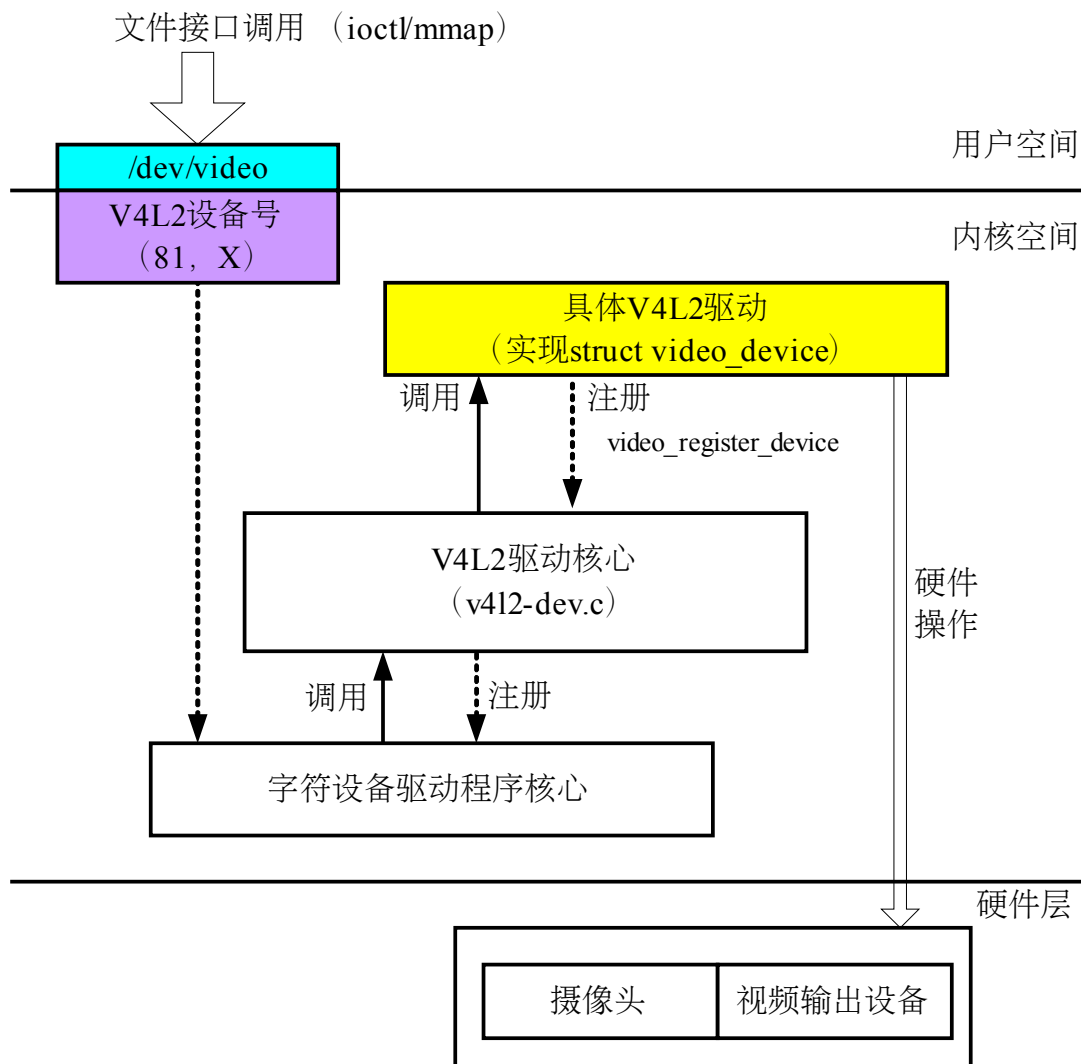 文件接口调用 （ioctl/mmap）
用户空间
/dev/video
V4L2设备号
（81，X）
内核空间
具体V4L2驱动
（实现struct video_device）
调用
注册
video_register_device
V4L2驱动核心
（v4l2-dev.c）
硬件
操作
调用
注册
字符设备驱动程序核心
硬件层
摄像头
视频输出设备